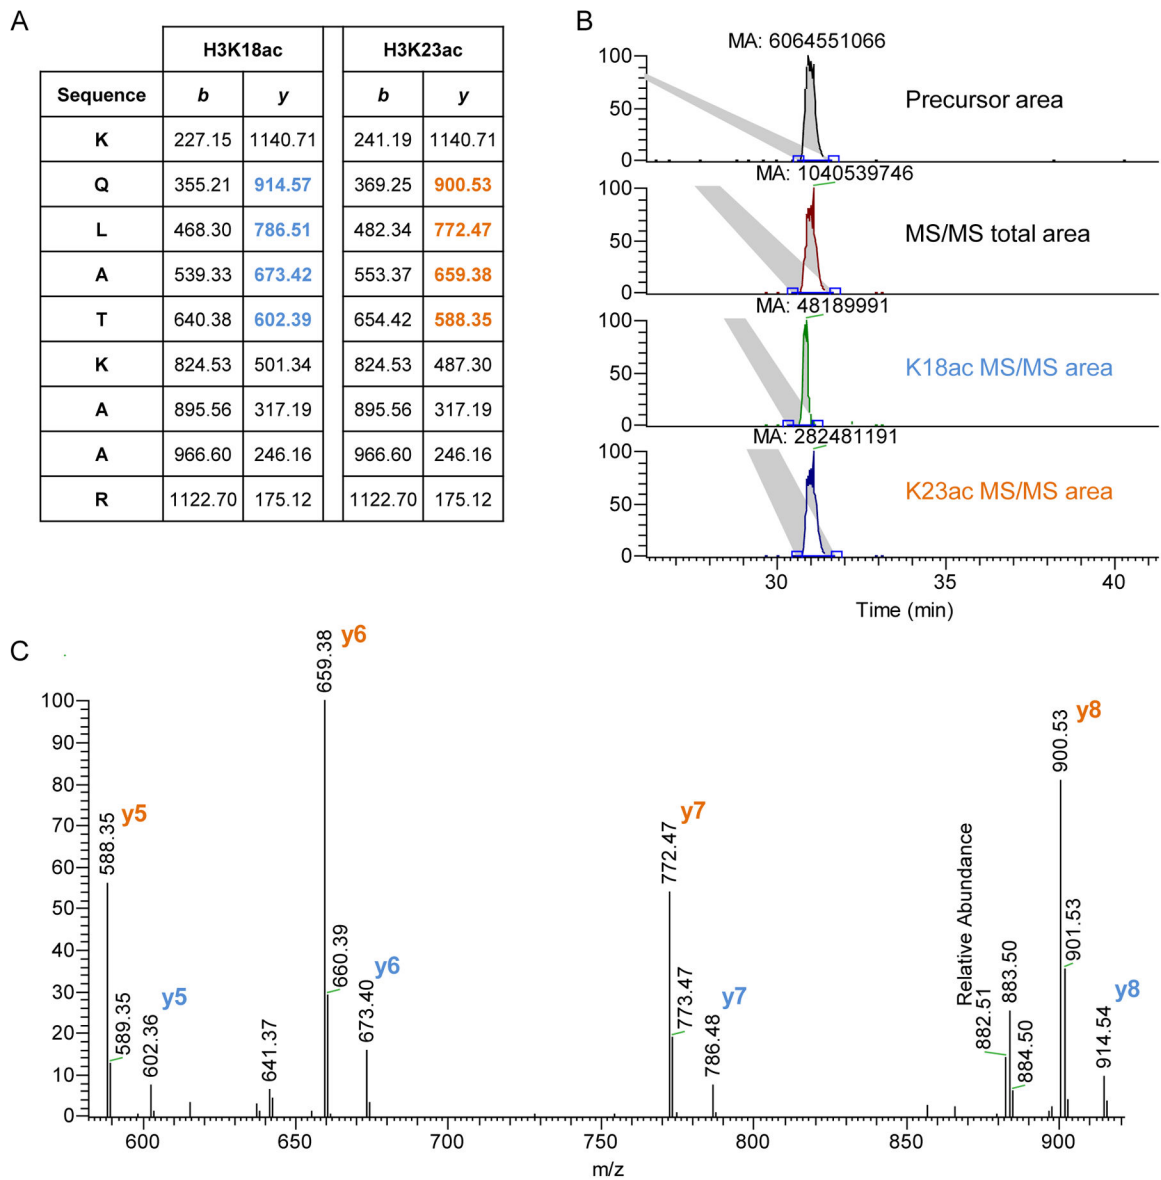 A
H3K18ac H3K23ac
Sequence b y b y
K 227.15 1140.71 241.19 1140.71
Q 355.21 914.57 369.25 900.53
L 468.30 786.51 482.34 772.47
A 539.33 673.42 553.37 659.38
T 640.38 602.39 654.42 588.35
K 824.53 501.34 824.53 487.30
A 895.56 317.19 895.56 317.19
A 966.60 246.16 966.60 246.16
R 1122.70 175.12 1122.70 175.12
B
MA: 6064551066
100
50
0
Precursor area
MA: 1040539746
100
50
0
MS/MS total area
MA: 48189991
100
50
0
K18ac MS/MS area
MA: 282481191
100
50
0
K23ac MS/MS area
30 35 40
Time (min)
C
100
90
80
70
60
50
40
30
20
10
0
588.35
y5
589.35
602.36
y5
641.37
659.38
y6
660.39
673.40
y6
772.47
y7
773.47
786.48
y7
Relative Abundance
882.51
883.50
884.50
900.53
y8
901.53
914.54
y8
600 650 700 750 800 850 900
m/z